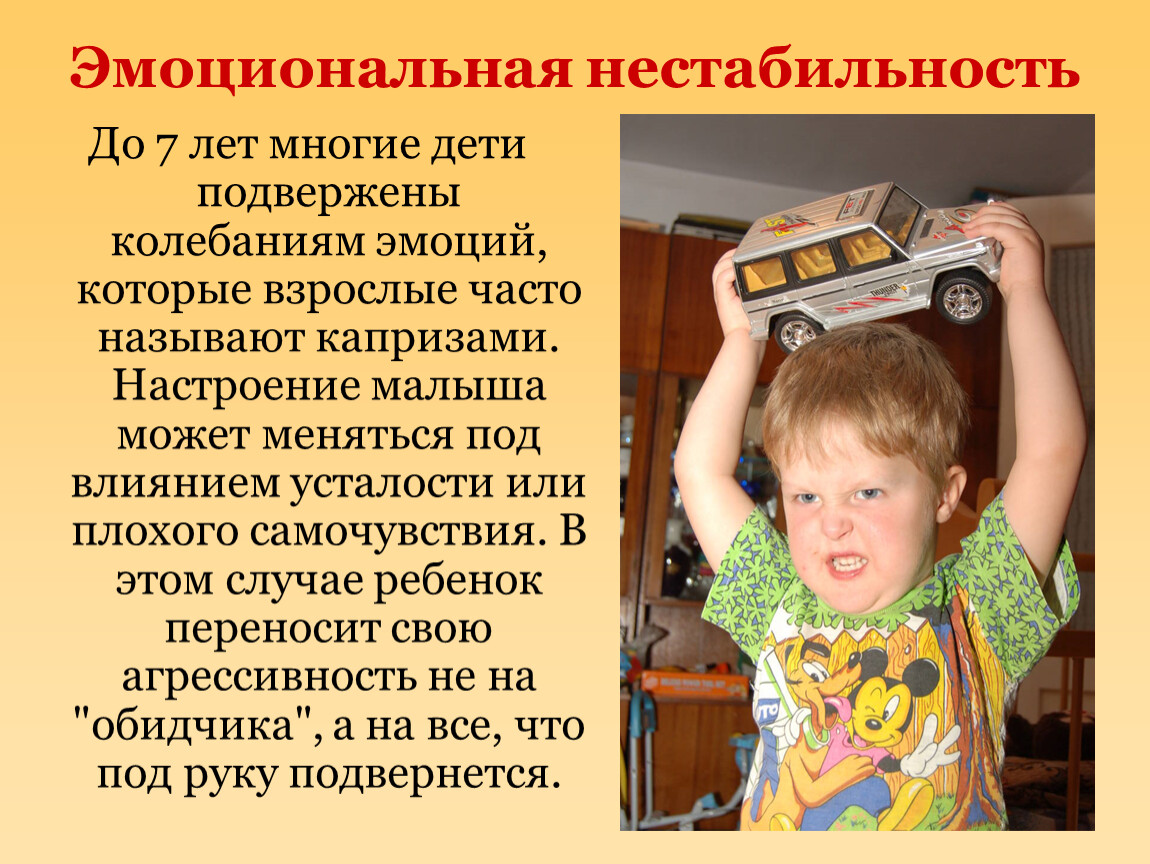 Эмоциональная нестабильность
До 7 лет многие дети
подвержены
колебаниям эмоций,
которые взрослые часто
называют капризами.
Настроение малыша
может меняться под
влиянием усталости или
плохого самочувствия. В
этом случае ребенок
переносит свою
агрессивность не на
"обидчика", а на все, что
под руку подвернется.
THUNDER